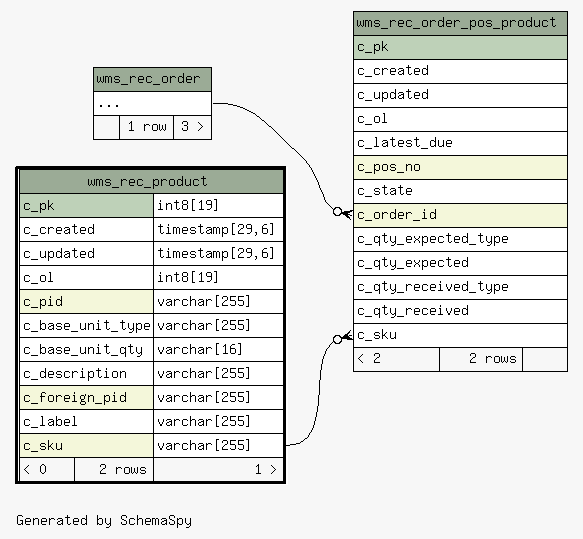 wms_rec_order
...
1 row 3 >
wms_rec_product
c_pk int8[19]
c_created timestamp[29,6]
c_updated timestamp[29,6]
c_ol int8[19]
c_pid varchar[255]
c_base_unit_type varchar[255]
c_base_unit_qty varchar[16]
c_description varchar[255]
c_foreign_pid varchar[255]
c_label varchar[255]
c_sku varchar[255]
< 0 2 rows 1 >
wms_rec_order_pos_product
c_pk
c_created
c_updated
c_ol
c_latest_due
c_pos_no
c_state
c_order_id
c_qty_expected_type
c_qty_expected
c_qty_received_type
c_qty_received
c_sku
< 2 2 rows
Generated by SchemaSpy